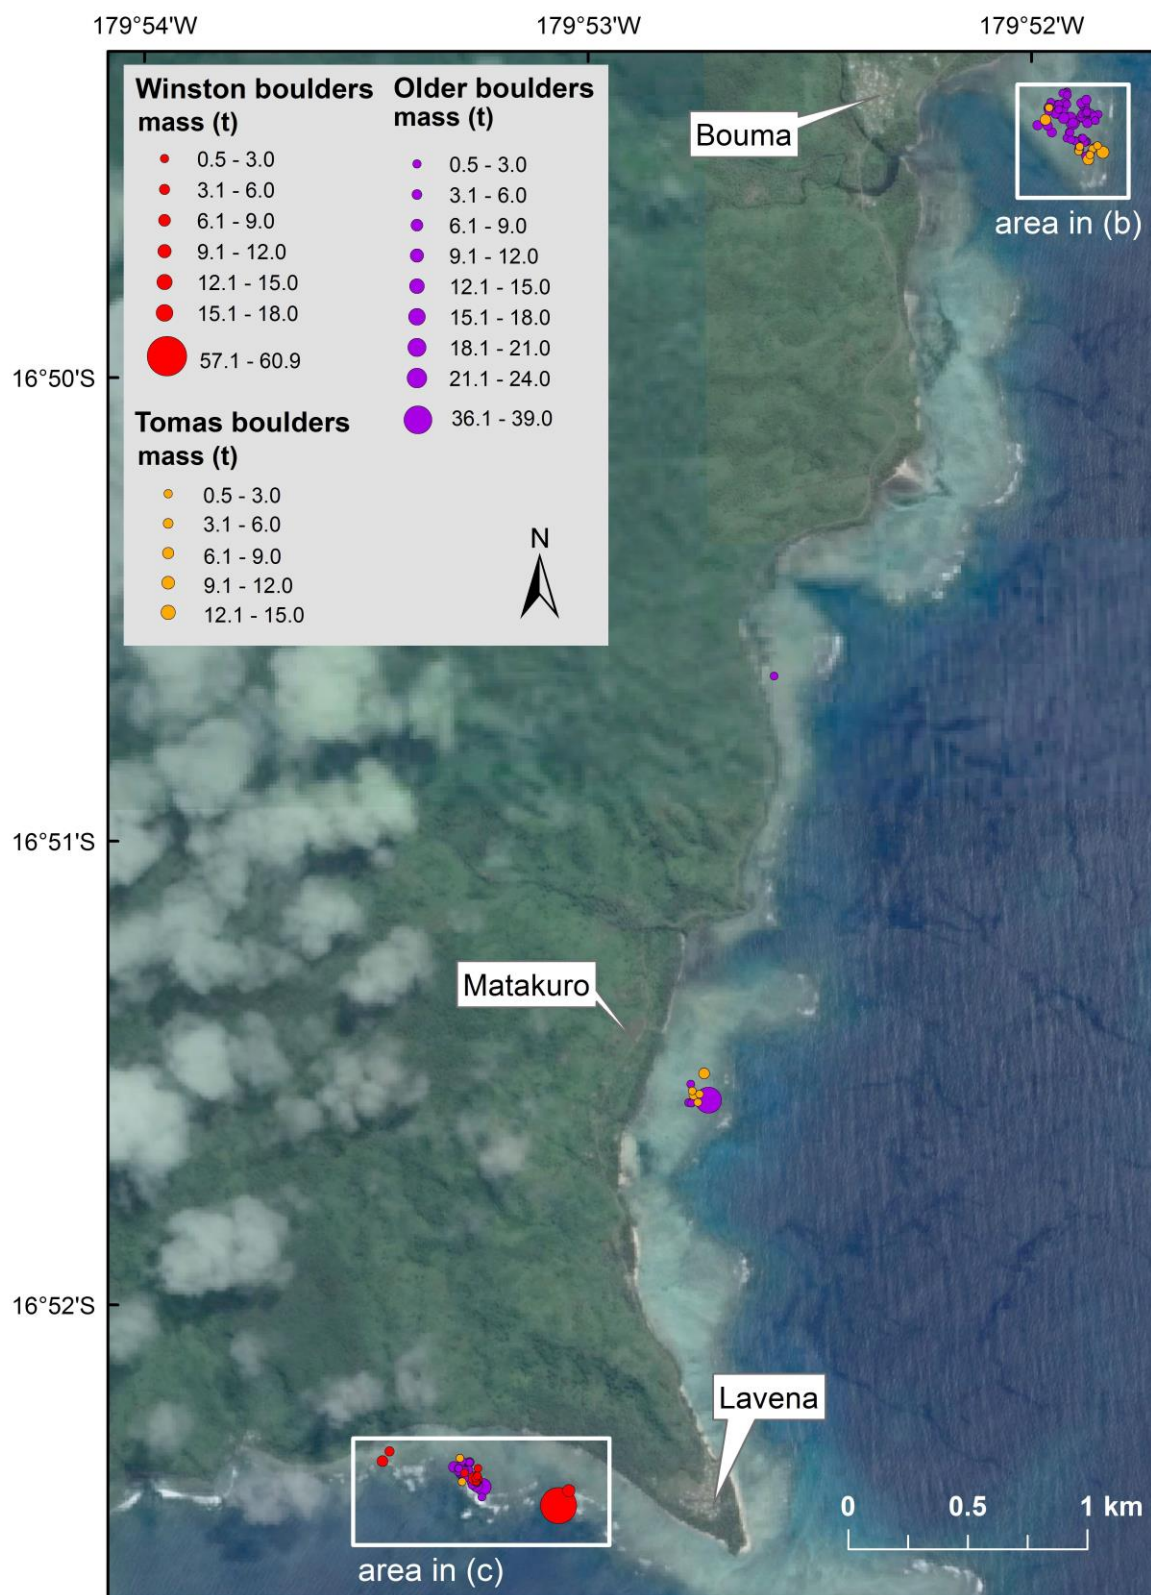 179°54'W
179°53'W
179°52'W
Winston boulders
mass (t)
0.5 - 3.0
3.1 - 6.0
6.1 - 9.0
9.1 - 12.0
12.1 - 15.0
15.1 - 18.0
57.1 - 60.9
Older boulders
mass (t)
0.5 - 3.0
3.1 - 6.0
6.1 - 9.0
9.1 - 12.0
12.1 - 15.0
15.1 - 18.0
18.1 - 21.0
21.1 - 24.0
36.1 - 39.0
Tomas boulders
mass (t)
0.5 - 3.0
3.1 - 6.0
6.1 - 9.0
9.1 - 12.0
12.1 - 15.0
N
Bouma
area in (b)
16°50'S
16°51'S
Matakuro
16°52'S
Lavena
0 0.5 1 km
area in (c)